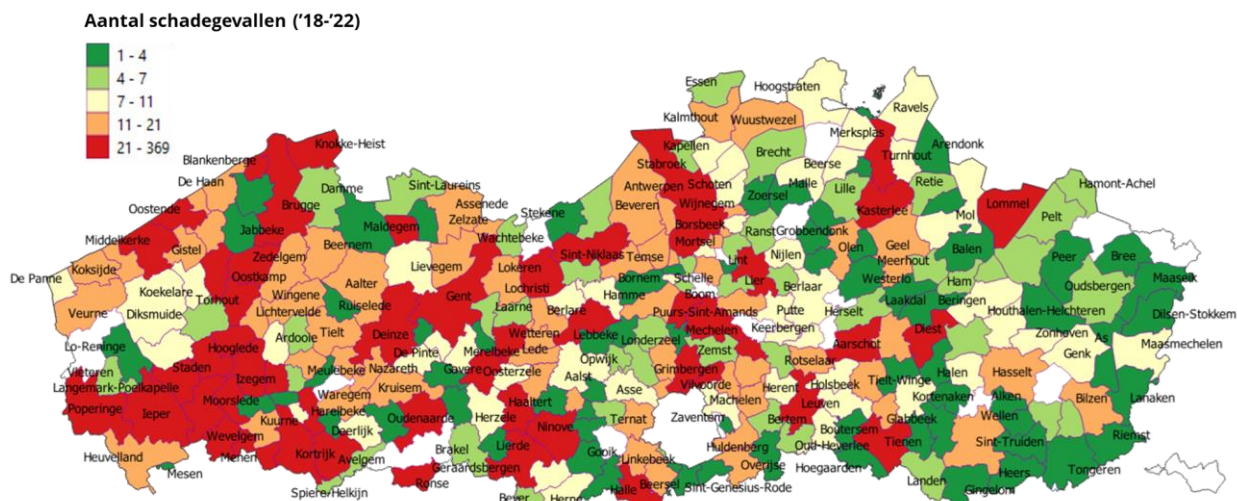 Aantal schadegevallen ('18-'22)
1 - 4
4 - 7
7 - 11
11 - 21
21 - 369
Essen
Hoogstraten
Kalmthout
Wuustwezel
Ravels
Merksplas
Knokke-Heist
Kapellen
Arendonk
Blankenberge
Stabroek
Brecht
Beerse
Turnhout
De Haan
Damme
Sint-Laureins
Antwerpen
Schoten
Zoersel
Malle
Lille
Retie
Hamont-Achel
Oostende
Brugge
Assenede
Stekene
Beveren
Wijnegem
Kasterlee
Mol
Lommel
Pelt
Zelzate
Jabbeke
Maldegem
Wachtebeke
Borsbeek
Ranst
Grobbendonk
Middelkerke
Gistel
Beernem
Mortsel
Olen
Geel
Balen
Zedelgem
Sint-Niklaas
Temse
Lint
Nijlen
Meerhout
Peer
Bree
De Panne
Koksijde
Oostkamp
Lievegem
Lokeren
Bornem
Schelle
Lier
Berlaar
Westerlo
Ham
Maaseik
Koekelare
Torhout
Wingene
Aalter
Gent
Lochristi
Hamme
Boom
Oudsbergen
Veurne
Diksmuide
Lichtervelde
Ruiselede
Laarne
Berlare
Puurs-Sint-Amands
Putte
Herselt
Laakdal
Beringen
Houthalen-Helchteren
Dilsen-Stokkem
Ardooie
Tielt
Deinze
Wetteren
Lebbeke
Londerzeel
Mechelen
Keerbergen
Diest
Zonhoven
As
Lo-Reninge
Hooglede
De Pinte
Merelbeke
Lede
Opwijk
Zemst
Aarschot
Genk
Maasmechelen
Vleteren
Staden
Meulebeke
Nazareth
Gavere
Oosterzele
Aalst
Grimbergen
Rotselaar
Halen
Hasselt
Langemark-Poelkapelle
Izegem
Kruisem
Asse
Vilvoorde
Herent
Holsbeek
Tielt-Winge
Kortenaken
Alken
Bilzen
Lanaken
Poperinge
Ieper
Moorslede
Waregem
Haaltert
Machelen
Leuven
Harelbeke
Oudenaarde
Herzele
Ternat
Zaventem
Bertem
Glabbeek
Wellen
Kuurne
Deerlijk
Ninove
Boutersem
Wevelgem
Lierde
Huldenberg
Oud-Heverlee
Tienen
Sint-Truiden
Riemst
Heuvelland
Menen
Kortrijk
Avelgem
Brakel
Gooik
Linkebeek
Overijse
Hoegaarden
Mesen
Geraardsbergen
Heers
Tongeren
Ronse
Halle
Beersel
Sint-Genesius-Rode
Landen
Gingelom
Spiere-Helkijn
Bever
Herne